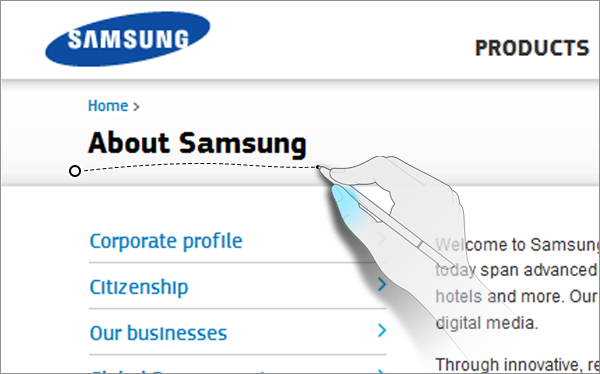 SAMSUNG
PRODUCTS
Home >
About Samsung
Corporate profile
Citizenship
Our businesses
Welcome to Samsung
today span advanced
hotels and more. Our
digital media.
Through innovative, re